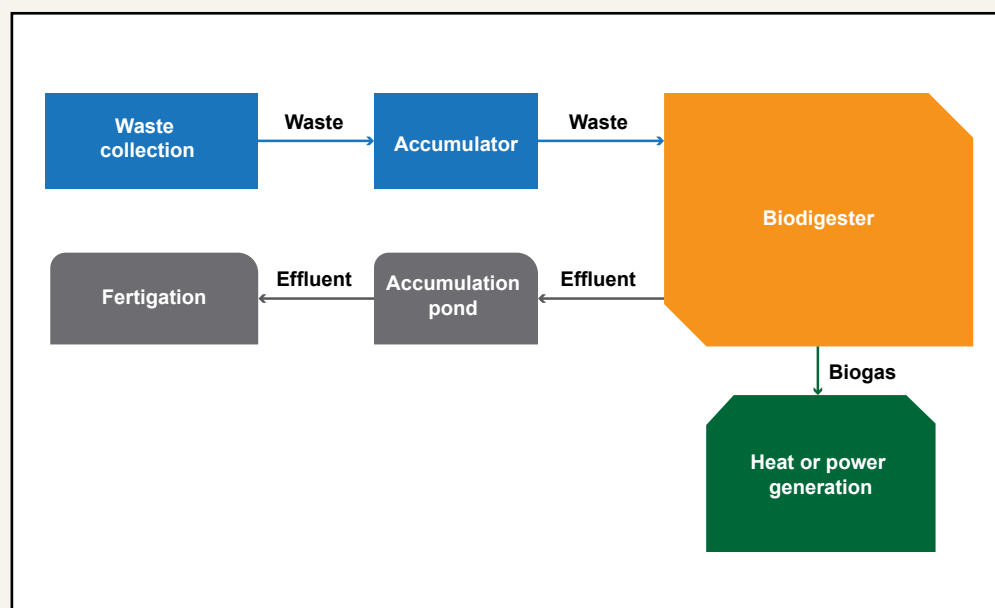 Waste
collection
Waste
Accumulator
Waste
Biodigester
Fertigation
Effluent
Accumulation
pond
Effluent
Biogas
Heat or power
generation